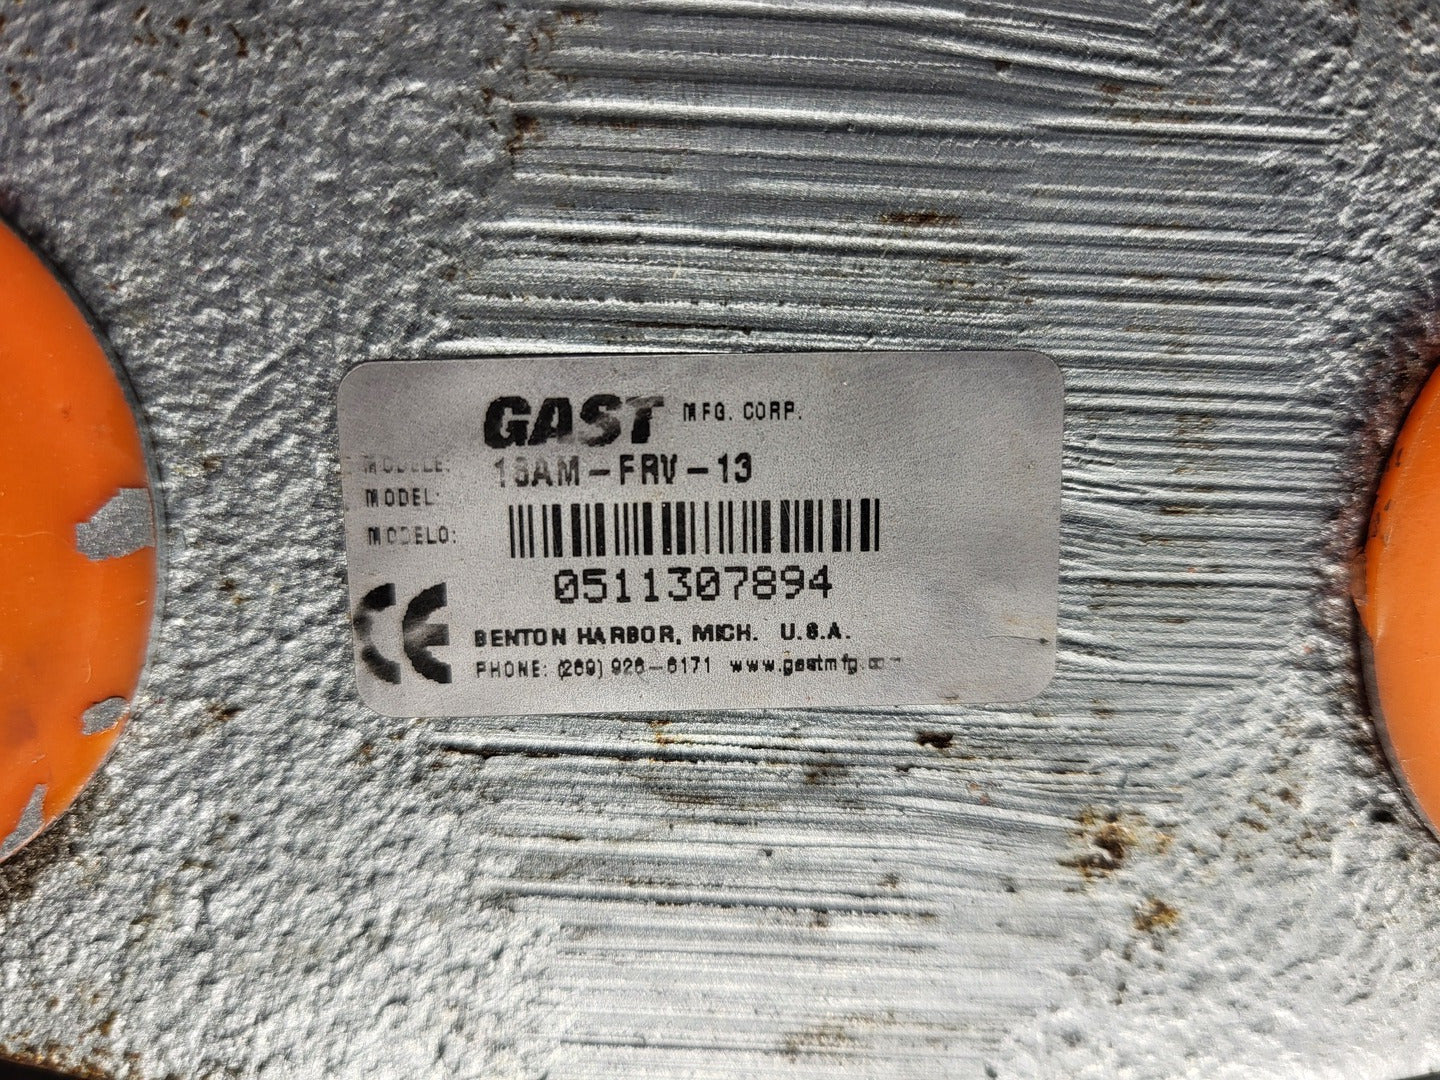 GAST MFG. CORP.
MODELE: 16AM-FRV-13
MODEL:
MODELO:
0511307894
CE
BENTON HARBOR, MICH. U.S.A.
PHONE: (269) 926-6171 www.gastmfg.com